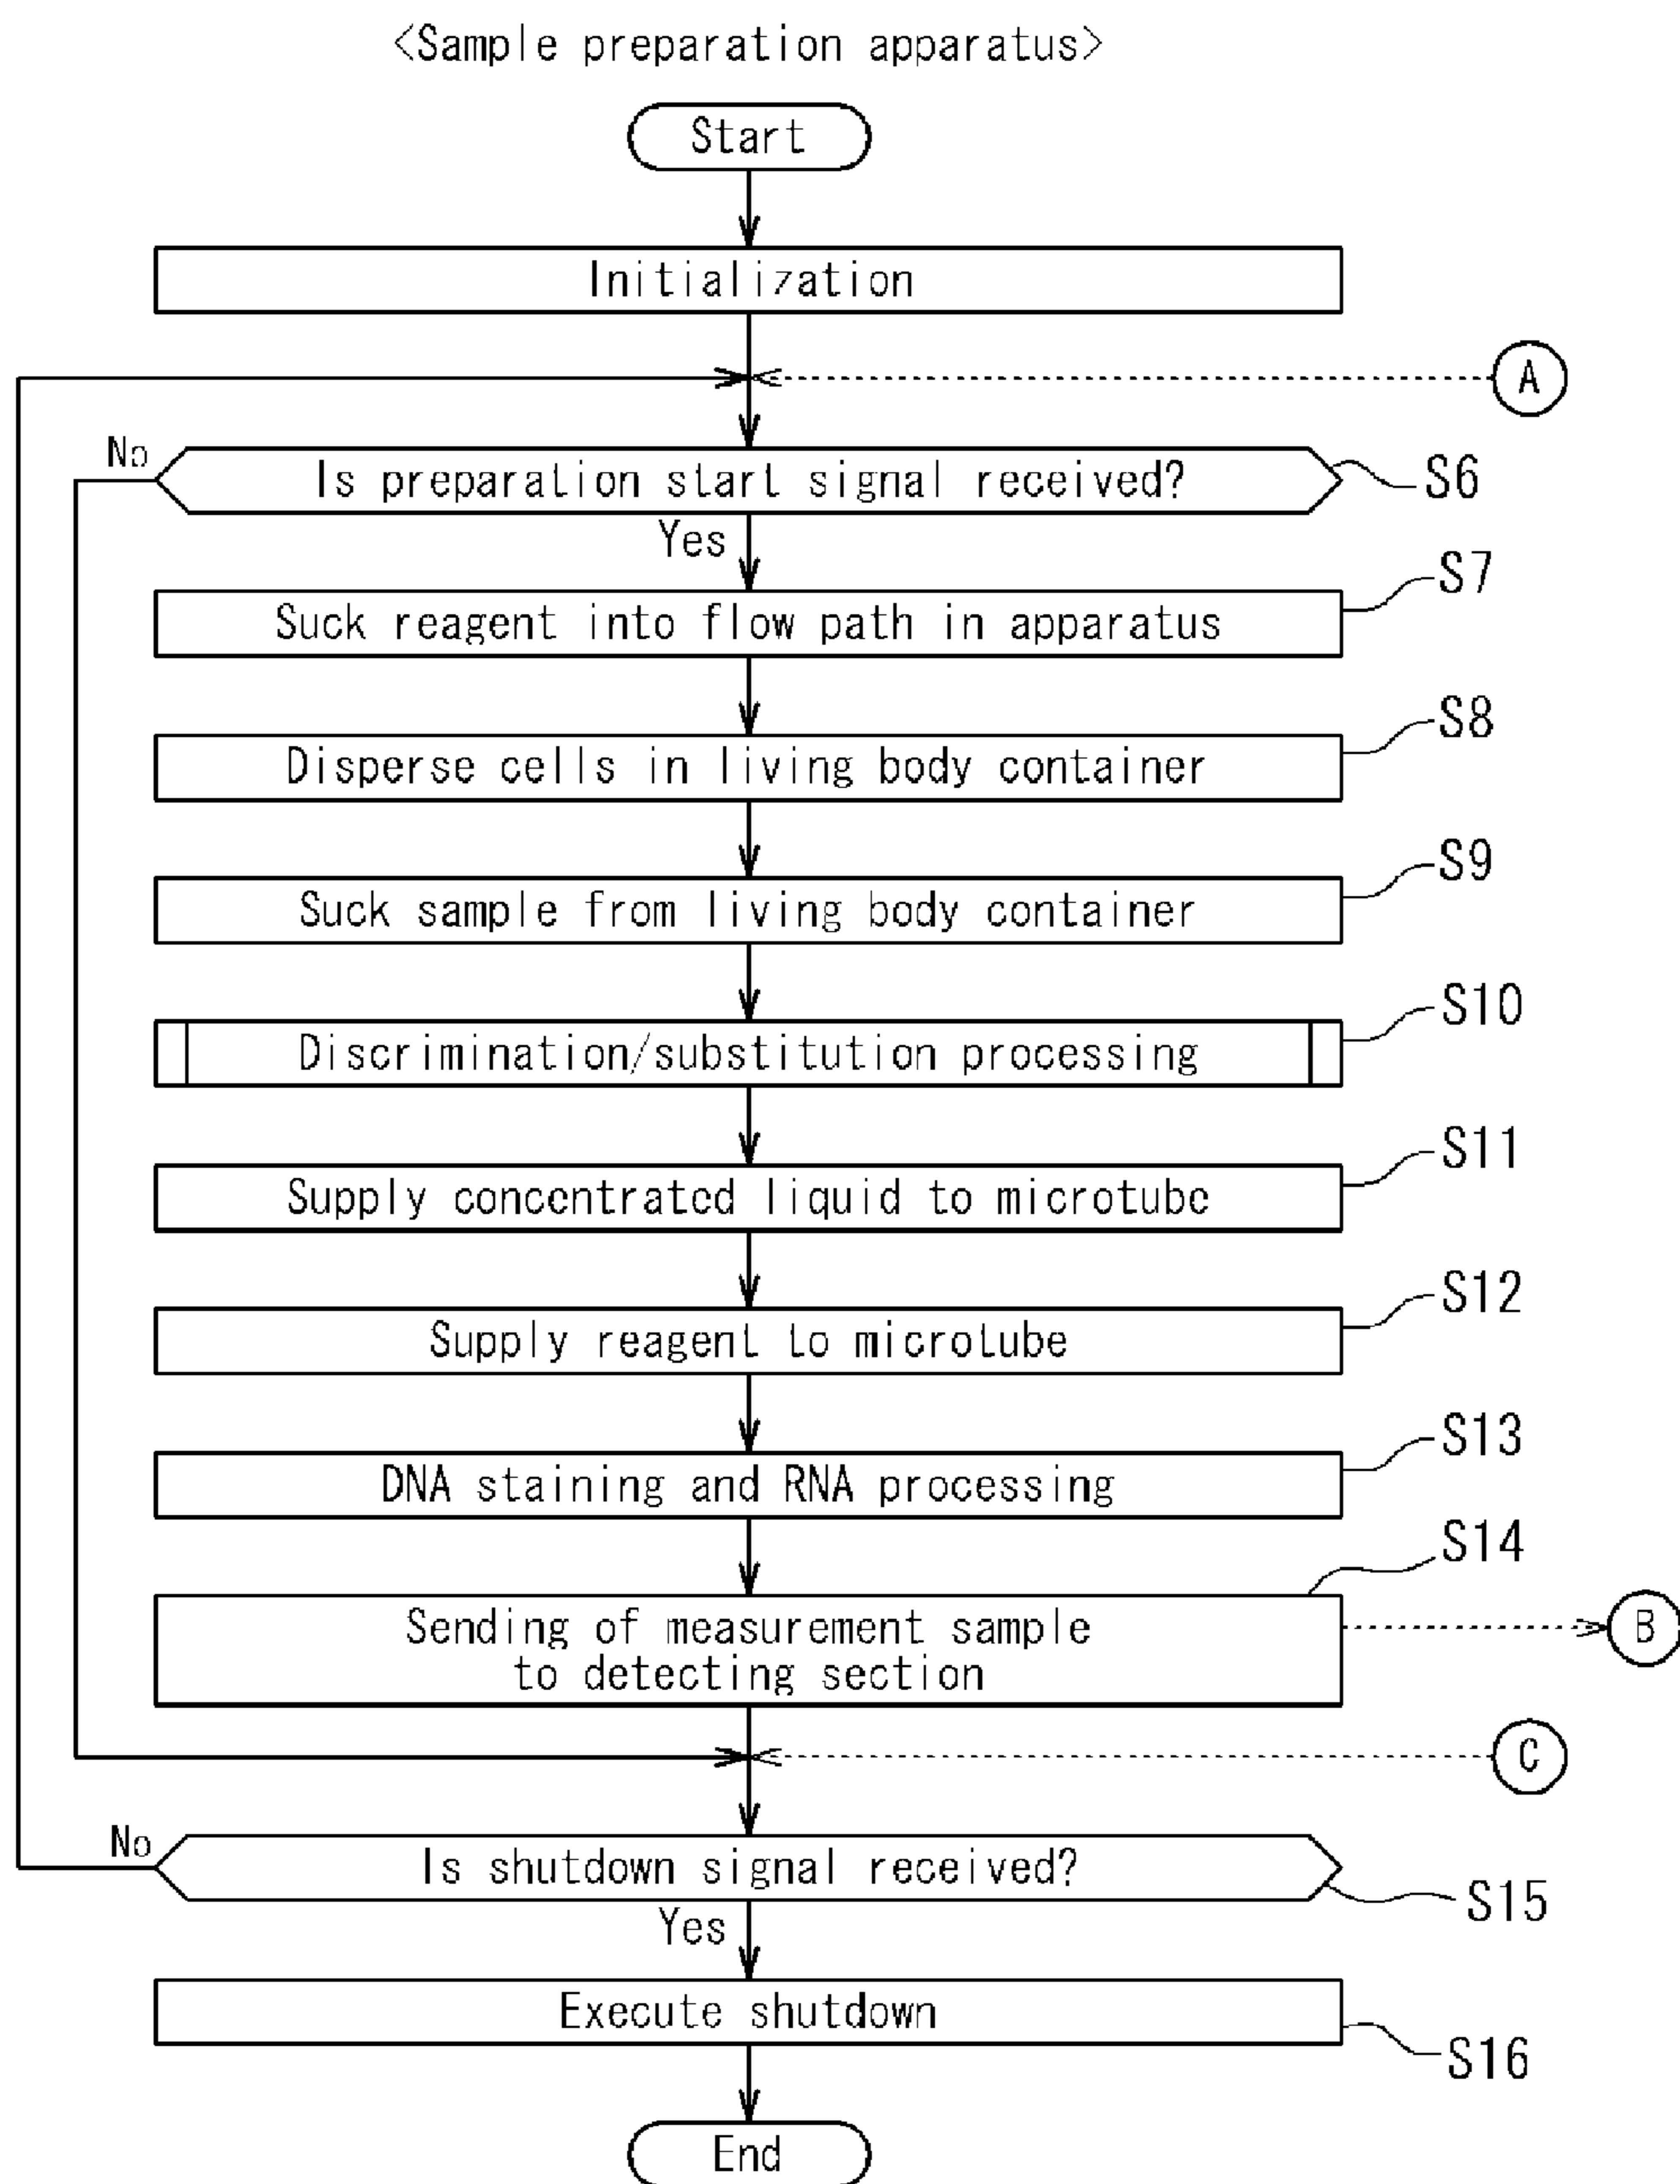 <Sample preparation apparatus>
Start
Initialization
A
No
Is preparation start signal received?
S6
Yes
S7
Suck reagent into flow path in apparatus
S8
Disperse cells in living body container
S9
Suck sample from living body container
S10
Discrimination/substitution processing
S11
Supply concentrated liquid to microtube
S12
Supply reagent to microtube
S13
DNA staining and RNA processing
S14
Sending of measurement sample
to detecting section
B
C
No
Is shutdown signal received?
S15
Yes
Execute shutdown
S16
End